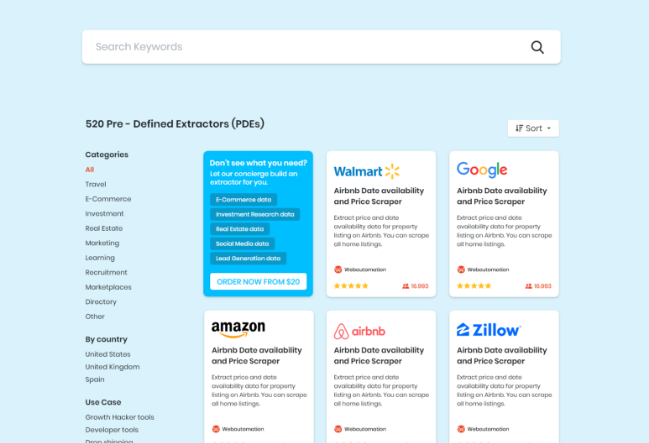 Search Keywords
520 Pre - Defined Extractors (PDEs)
Sort
Categories
All
Travel
E-Commerce
Investment
Real Estate
Marketing
Learning
Recruitment
Marketplaces
Directory
Other
By country
United States
United Kingdom
Spain
Use Case
Growth Hacker tools
Developer tools
Drop shipping
Don't see what you need?
Let our concierge build an
extractor for you.
E-Commerce data
Investment Research data
Real Estate data
Social Media data
Lead Generation data
ORDER NOW FROM $20
Walmart
Airbnb Date availability
and Price Scraper
Extract price and date
availability data for property
listing on Airbnb. You can scrape
all home listings.
Webautomation
16.993
Google
Airbnb Date availability
and Price Scraper
Extract price and date
availability data for property
listing on Airbnb. You can scrape
all home listings.
Webautomation
16.993
amazon
Airbnb Date availability
and Price Scraper
Extract price and date
availability data for property
listing on Airbnb. You can scrape
all home listings.
Webautomation
airbnb
Airbnb Date availability
and Price Scraper
Extract price and date
availability data for property
listing on Airbnb. You can scrape
all home listings.
Webautomation
Zillow
Airbnb Date availability
and Price Scraper
Extract price and date
availability data for property
listing on Airbnb. You can scrape
all home listings.
Webautomation